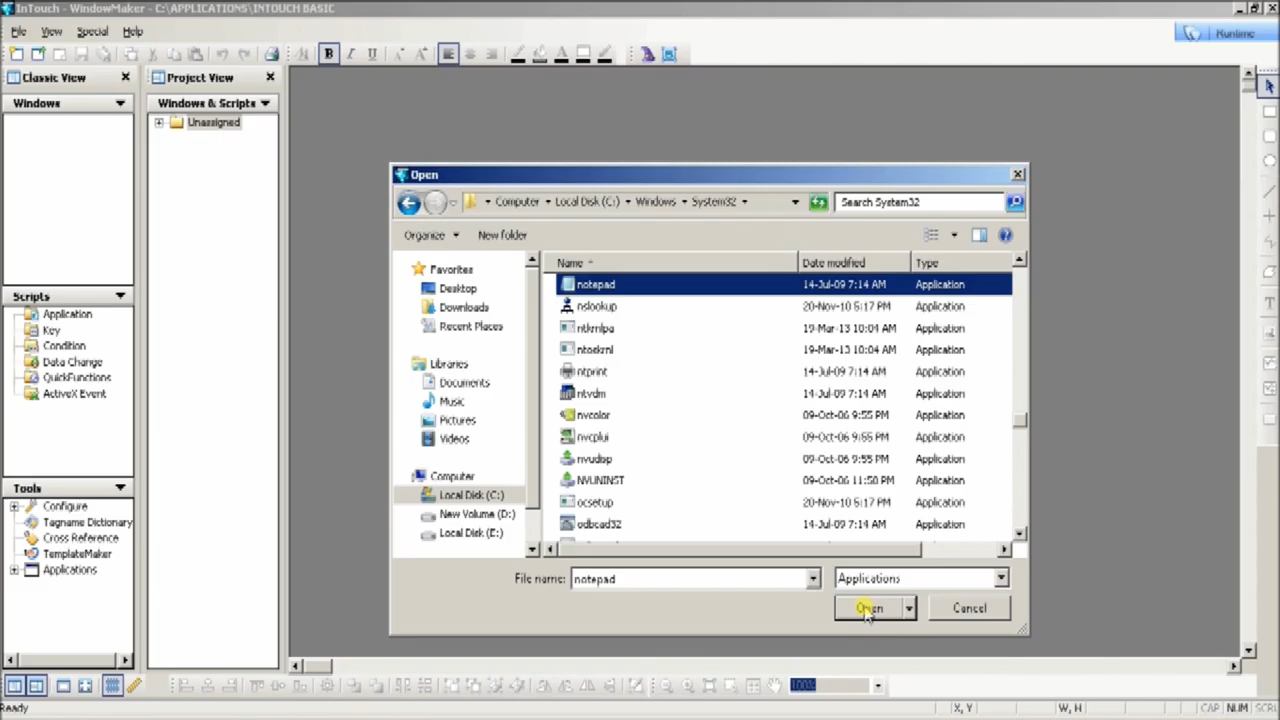 InTouch - WindowMaker - C:\APPLICATIONS\INTOUCH BASIC
File View Special Help
Runtime
B I U
Classic View
Project View
Windows
Windows & Scripts
Unassigned
Scripts
Application
Key
Condition
Data Change
QuickFunctions
ActiveX Event
Tools
Configure
Tagname Dictionary
Cross Reference
TemplateMaker
Applications
Open
Computer Local Disk (C:) Windows System32
Search System32
Organize New folder
Favorites
Desktop
Downloads
Recent Places
Libraries
Documents
Music
Pictures
Videos
Computer
Local Disk (C:)
New Volume (D:)
Local Disk (E:)
Name Date modified Type
notepad 14-Jul-09 7:14 AM Application
nslookup 20-Nov-10 5:17 PM Application
ntkrnlpa 19-Mar-13 10:04 AM Application
ntoskrnl 19-Mar-13 10:04 AM Application
ntprint 14-Jul-09 7:14 AM Application
ntvdm 14-Jul-09 7:14 AM Application
nvcolor 09-Oct-06 9:55 PM Application
nvcplui 09-Oct-06 9:55 PM Application
nvudisp 09-Oct-06 9:55 PM Application
NVUNINST 09-Oct-06 11:50 PM Application
ocsetup 20-Nov-10 5:17 PM Application
odbcad32 14-Jul-09 7:14 AM Application
File name: notepad Applications
Open Cancel
100%
Ready X, Y W, H CAP NUM SCRL